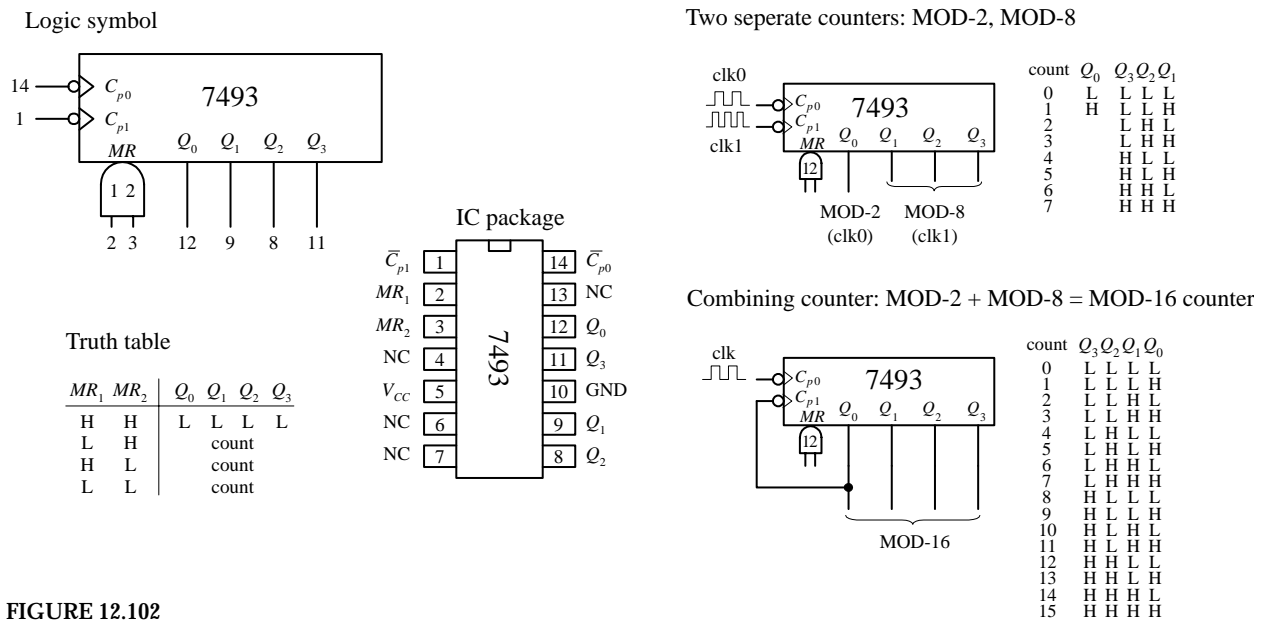 Logic symbol
14
1
C_p0
C_p1
7493
MR
Q_0 Q_1 Q_2 Q_3
1 2
2 3 12 9 8 11
IC package
C̅_p1 1 14 C̅_p0
MR_1 2 13 NC
MR_2 3 12 Q_0
NC 4 11 Q_3
V_CC 5 10 GND
NC 6 9 Q_1
NC 7 8 Q_2
7493
Truth table
MR_1 MR_2 Q_0 Q_1 Q_2 Q_3
H H L L L L
L H count
H L count
L L count
Two seperate counters: MOD-2, MOD-8
clk0
clk1
C_p0
C_p1
7493
MR Q_0 Q_1 Q_2 Q_3
12
MOD-2 MOD-8
(clk0) (clk1)
count Q_0 Q_3 Q_2 Q_1
0 L L L L
1 H L L H
2 L H L
3 L H H
4 H L L
5 H L H
6 H H L
7 H H H
Combining counter: MOD-2 + MOD-8 = MOD-16 counter
clk
C_p0
C_p1
7493
MR Q_0 Q_1 Q_2 Q_3
12
MOD-16
count Q_3 Q_2 Q_1 Q_0
0 L L L L
1 L L L H
2 L L H L
3 L L H H
4 L H L L
5 L H L H
6 L H H L
7 L H H H
8 H L L L
9 H L L H
10 H L H L
11 H L H H
12 H H L L
13 H H L H
14 H H H L
15 H H H H
FIGURE 12.102